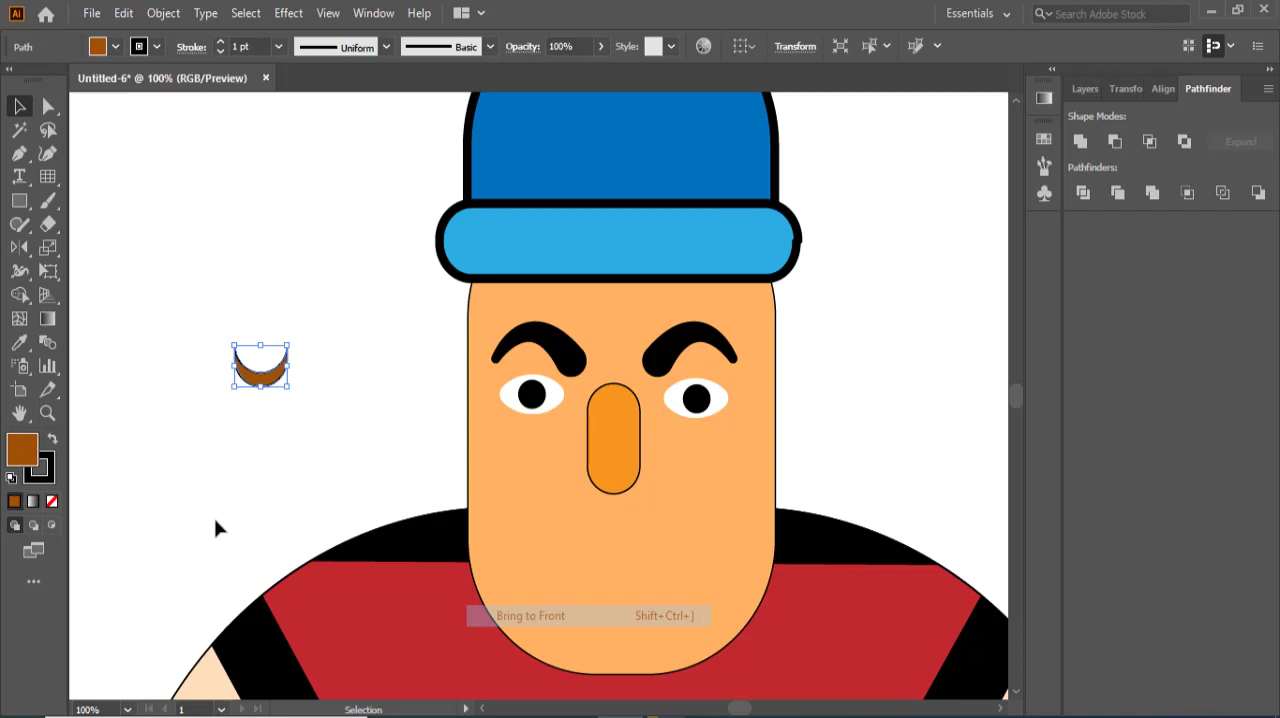 Ai File Edit Object Type Select Effect View Window Help Essentials Search Adobe Stock
Path Stroke: 1 pt Uniform Basic Opacity: 100% Style: Transform
Untitled-6* @ 100% (RGB/Preview)
Layers Transfo Align Pathfinder
Shape Modes:
Expand
Pathfinders:
Bring to Front Shift+Ctrl+]
100% 1 Selection